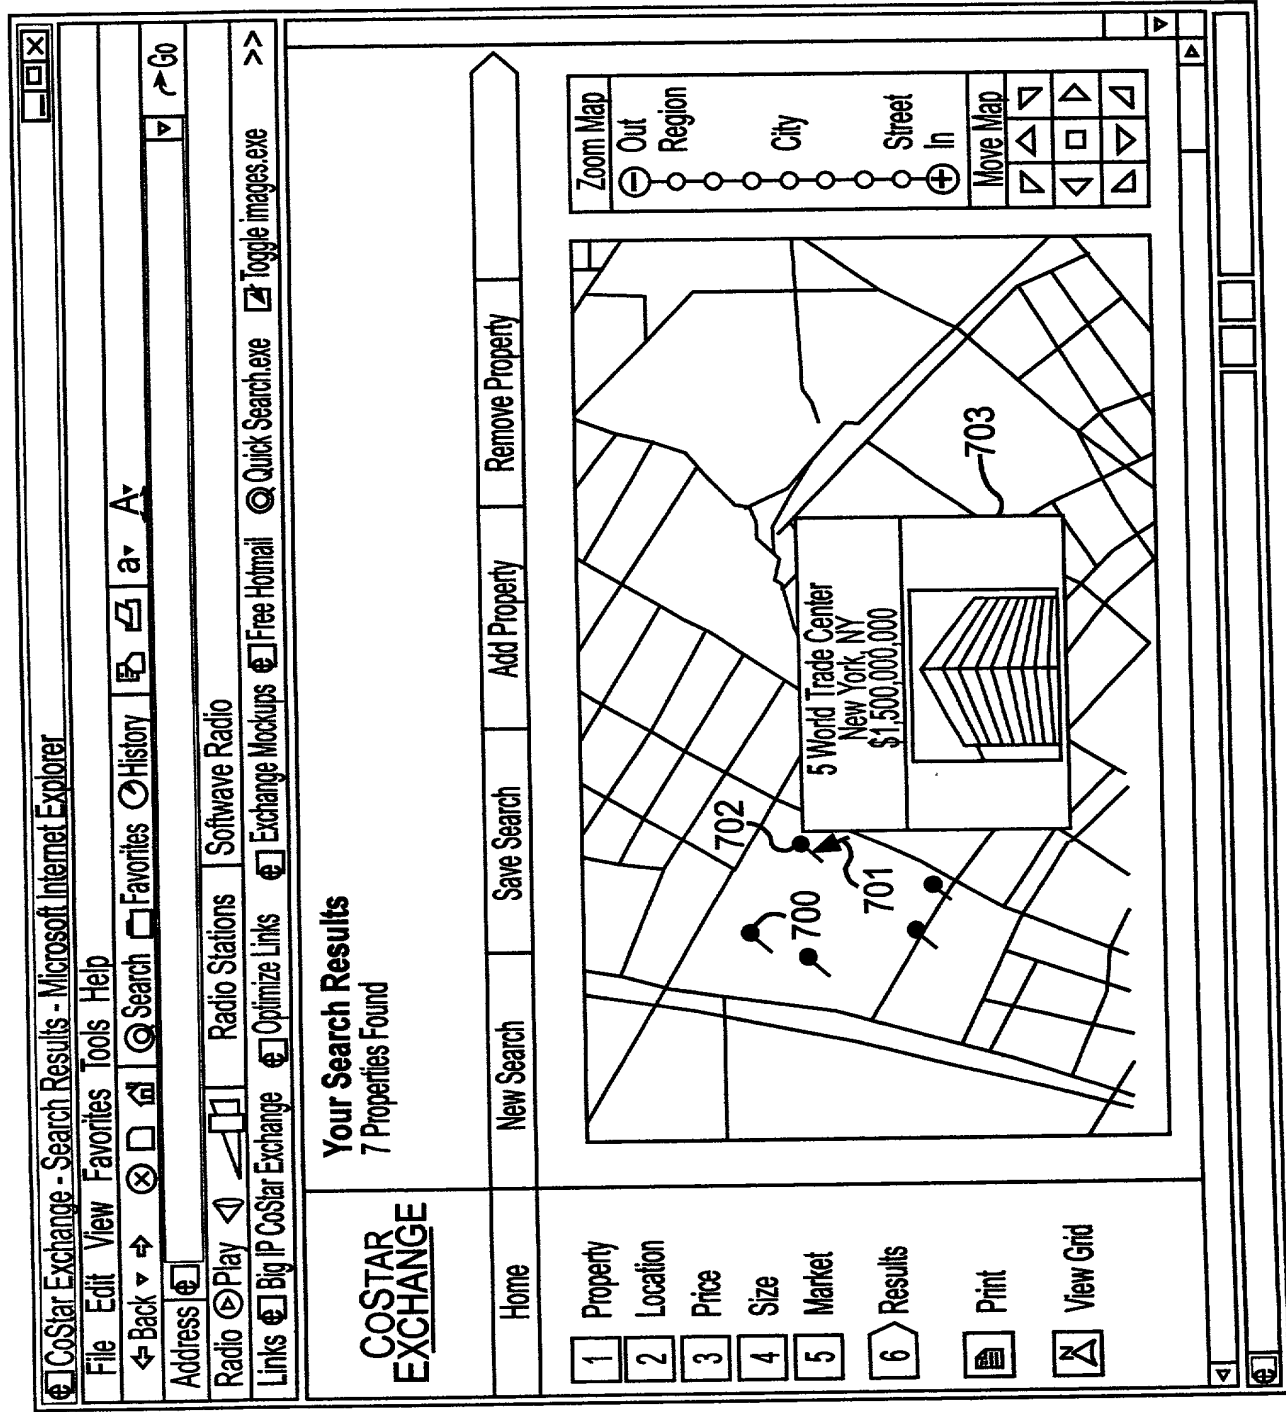 CoStar Exchange - Search Results - Microsoft Internet Explorer
File Edit View Favorites Tools Help
Back Search Favorites History a A
Address Go
Radio Play Radio Stations Softwave Radio
Links Big IP CoStar Exchange Optimize Links Exchange Mockups Free Hotmail Quick Search.exe Toggle images.exe >>
COSTAR
EXCHANGE
Your Search Results
7 Properties Found
Home New Search Save Search Add Property Remove Property
1 Property
2 Location
3 Price
4 Size
5 Market
6 Results
Print
N View Grid
700
701
702
5 World Trade Center
New York, NY
$1,500,000,000
703
Zoom Map
Out
Region
City
Street
In
Move Map